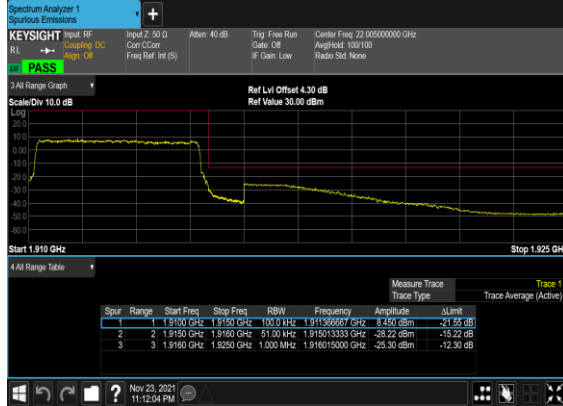 Spectrum Analyzer 1
Spurious Emissions
KEYSIGHT Input: RF Input Z: 50 Ω Atten: 40 dB Trig: Free Run Center Freq: 22.005000000 GHz
RL Coupling: DC Corr CCorr Gate: Off Avg|Hold: 100/100
Align: Off Freq Ref: Int (S) IF Gain: Low Radio Std: None
PASS
3 All Range Graph
Ref Lvl Offset 4.30 dB
Scale/Div 10.0 dB Ref Value 30.00 dBm
Log
20.0
10.0
0.00
-10.0
-20.0
-30.0
-40.0
-50.0
-60.0
Start 1.910 GHz Stop 1.925 GH
4 All Range Table
Measure Trace Trace 1
Trace Type Trace Average (Active)
Spur Range Start Freq Stop Freq RBW Frequency Amplitude ΔLimit
1 1 1.9100 GHz 1.9150 GHz 100.0 kHz 1.911366667 GHz 8.450 dBm -21.55 dB
2 2 1.9150 GHz 1.9160 GHz 51.00 kHz 1.915013333 GHz -28.22 dBm -15.22 dB
3 3 1.9160 GHz 1.9250 GHz 1.000 MHz 1.916015000 GHz -25.30 dBm -12.30 dB
? Nov 23, 2021
11:12:04 PM